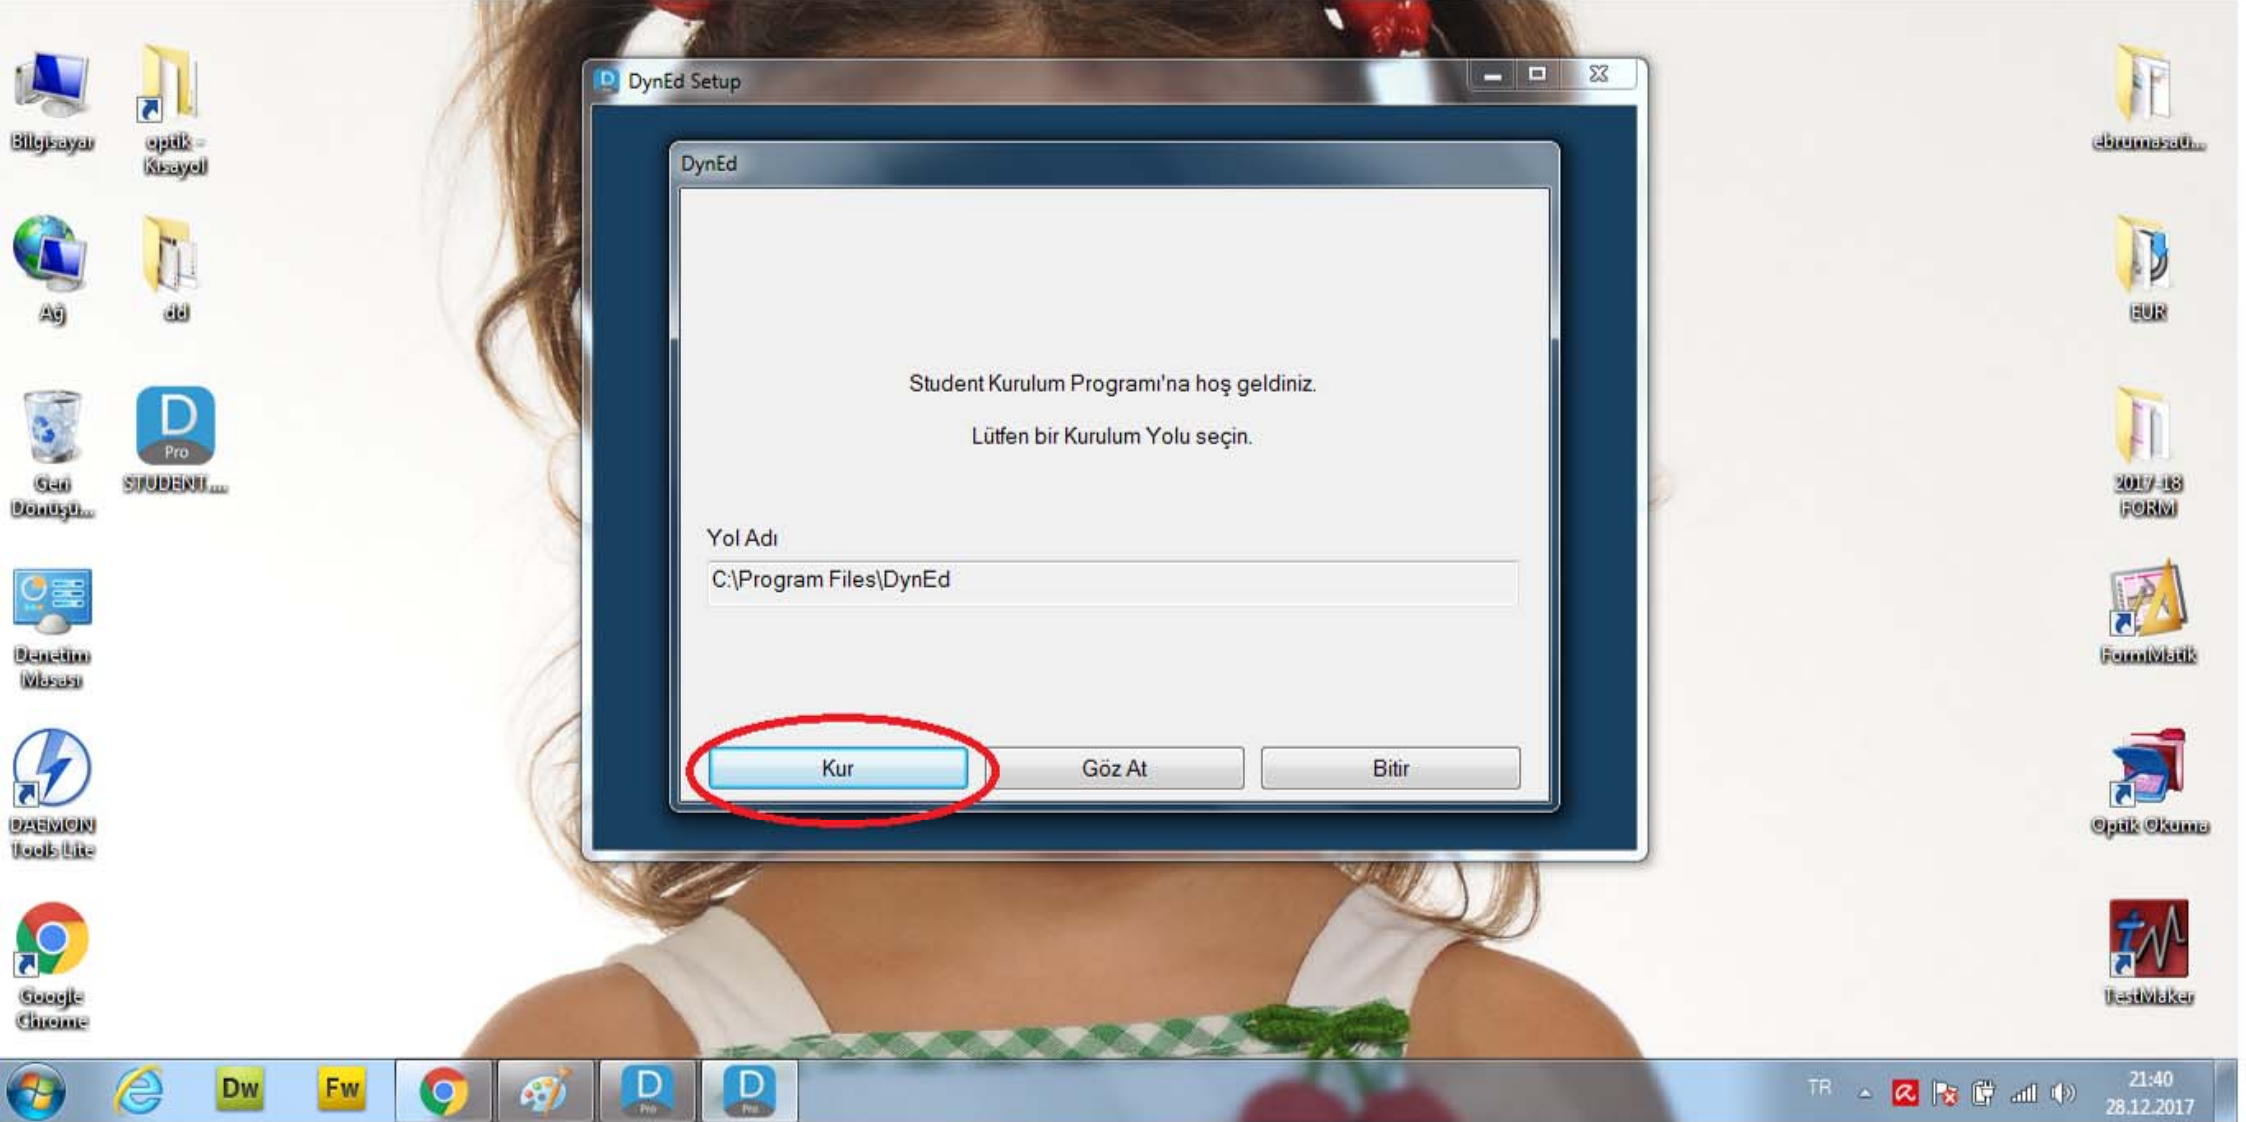 Bilgisayar
optik -
Kısayol
Ağ
dd
Geri
Dönüşü...
D
Pro
STUDENT....
Denetim
Masası
DAEMON
Tools Lite
Google
Chrome
DynEd Setup
DynEd
Student Kurulum Programı'na hoş geldiniz.
Lütfen bir Kurulum Yolu seçin.
Yol Adı
C:\Program Files\DynEd
Kur
Göz At
Bitir
ebrumasaü...
EUR
2017-18
FORM
FormMatik
Optik Okuma
TestMaker
Dw
Fw
D
Pro
D
Pro
TR
21:40
28.12.2017